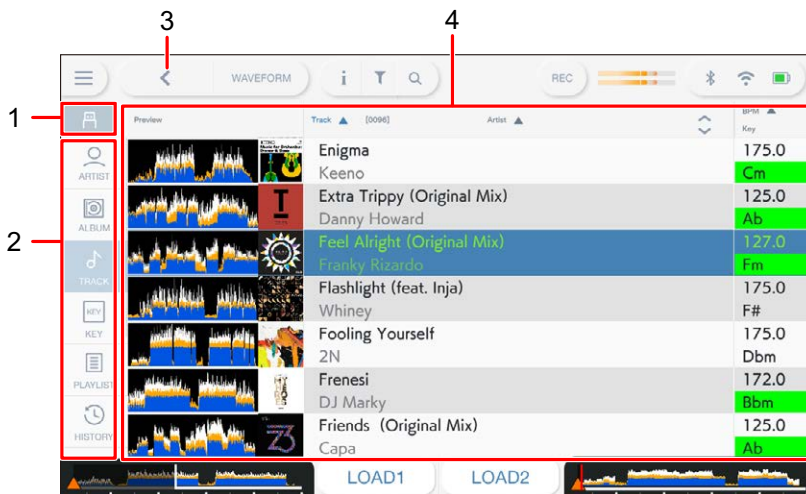 3
4
WAVEFORM
i
REC
1
Preview
Track ▲ [0096] Artist ▲
BPM ▲
Key
2
ARTIST
ALBUM
TRACK
KEY
KEY
PLAYLIST
HISTORY
Enigma 175.0
Keeno Cm
Extra Trippy (Original Mix) 125.0
Danny Howard Ab
Feel Alright (Original Mix) 127.0
Franky Rizardo Fm
Flashlight (feat. Inja) 175.0
Whiney F#
Fooling Yourself 175.0
2N Dbm
Frenesi 172.0
DJ Marky Bbm
Friends (Original Mix) 125.0
Capa Ab
LOAD1 LOAD2